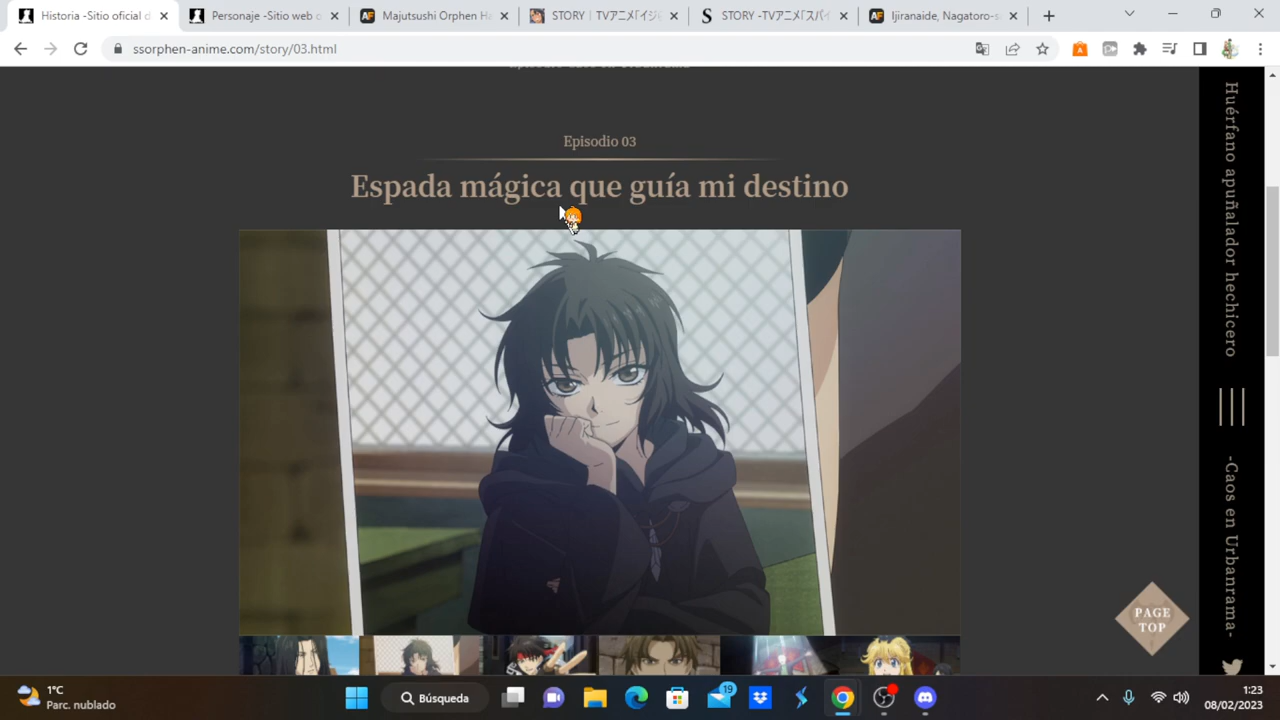 Historia -Sitio oficial d
Personaje -Sitio web o
Majutsushi Orphen Ha
STORY | TVアニメ「イジ
STORY -TVアニメ「スパイ
Ijiranaide, Nagatoro-s
ssorphen-anime.com/story/03.html
Episodio 03
Espada mágica que guía mi destino
Huérfano apuñalador hechicero
-Caos en Urbanrama-
PAGE
TOP
1°C
Parc. nublado
Búsqueda
19
1:23
08/02/2023